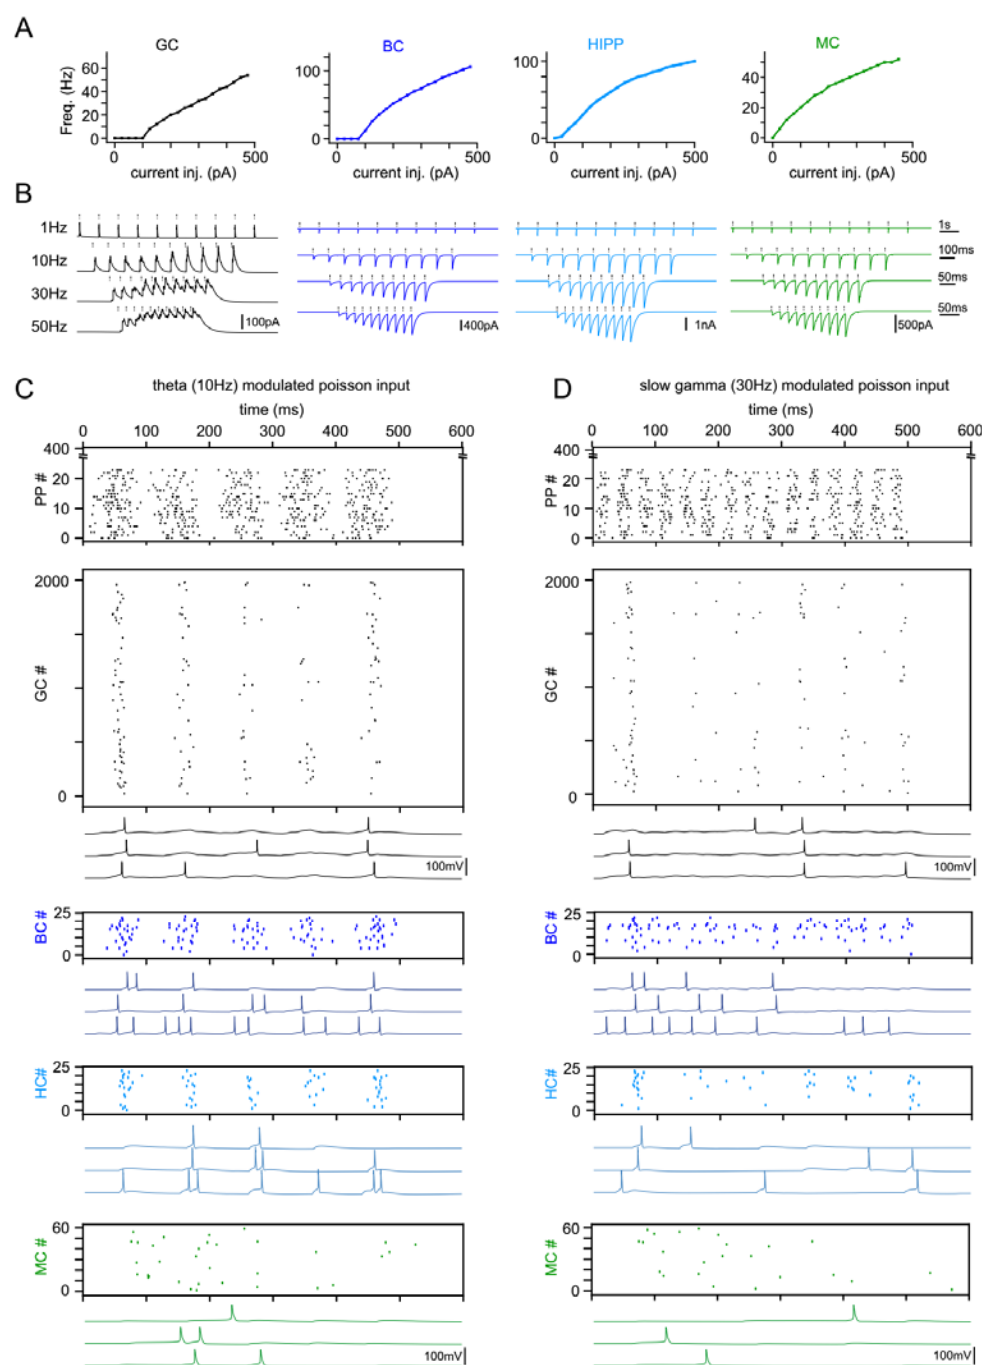 A
GC
BC
HIPP
MC
Freq. (Hz)
60
40
20
0
100
0
100
0
40
20
0
0
500
0
500
0
500
0
500
current inj. (pA)
current inj. (pA)
current inj. (pA)
current inj. (pA)
B
1Hz
10Hz
30Hz
50Hz
100pA
400pA
1nA
500pA
1s
100ms
50ms
50ms
C
theta (10Hz) modulated poisson input
time (ms)
0
100
200
300
400
500
600
400
20
10
0
PP #
2000
0
GC #
100mV
25
0
BC#
25
0
HC#
60
0
MC #
100mV
D
slow gamma (30Hz) modulated poisson input
time (ms)
0
100
200
300
400
500
600
400
20
10
0
PP #
2000
0
GC #
100mV
25
0
BC #
25
0
HC#
60
0
MC #
100mV